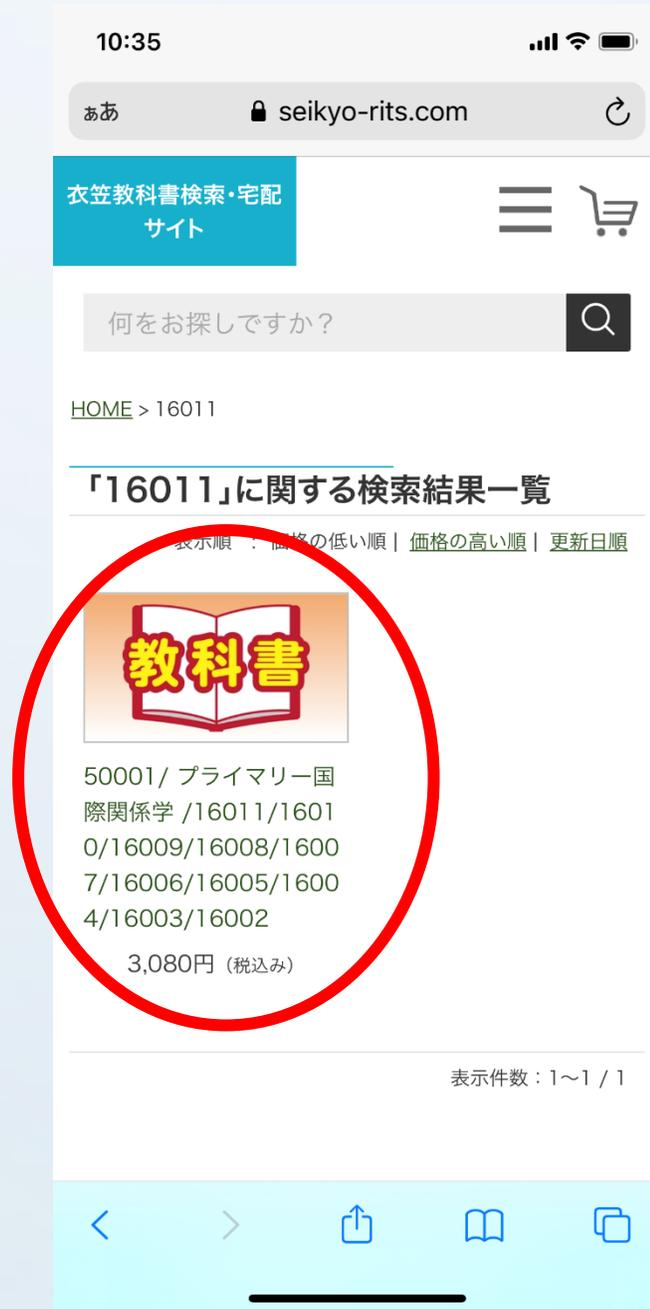 10:35
ぁあ
seikyo-rits.com
衣笠教科書検索・宅配
サイト
何をお探しですか？
HOME > 16011
「16011」に関する検索結果一覧
表示順 : 価格の低い順 | 価格の高い順 | 更新日順
教科書
50001/ プライマリー国
際関係学 /16011/1601
0/16009/16008/1600
7/16006/16005/1600
4/16003/16002
3,080円 (税込み)
表示件数：1～1 / 1